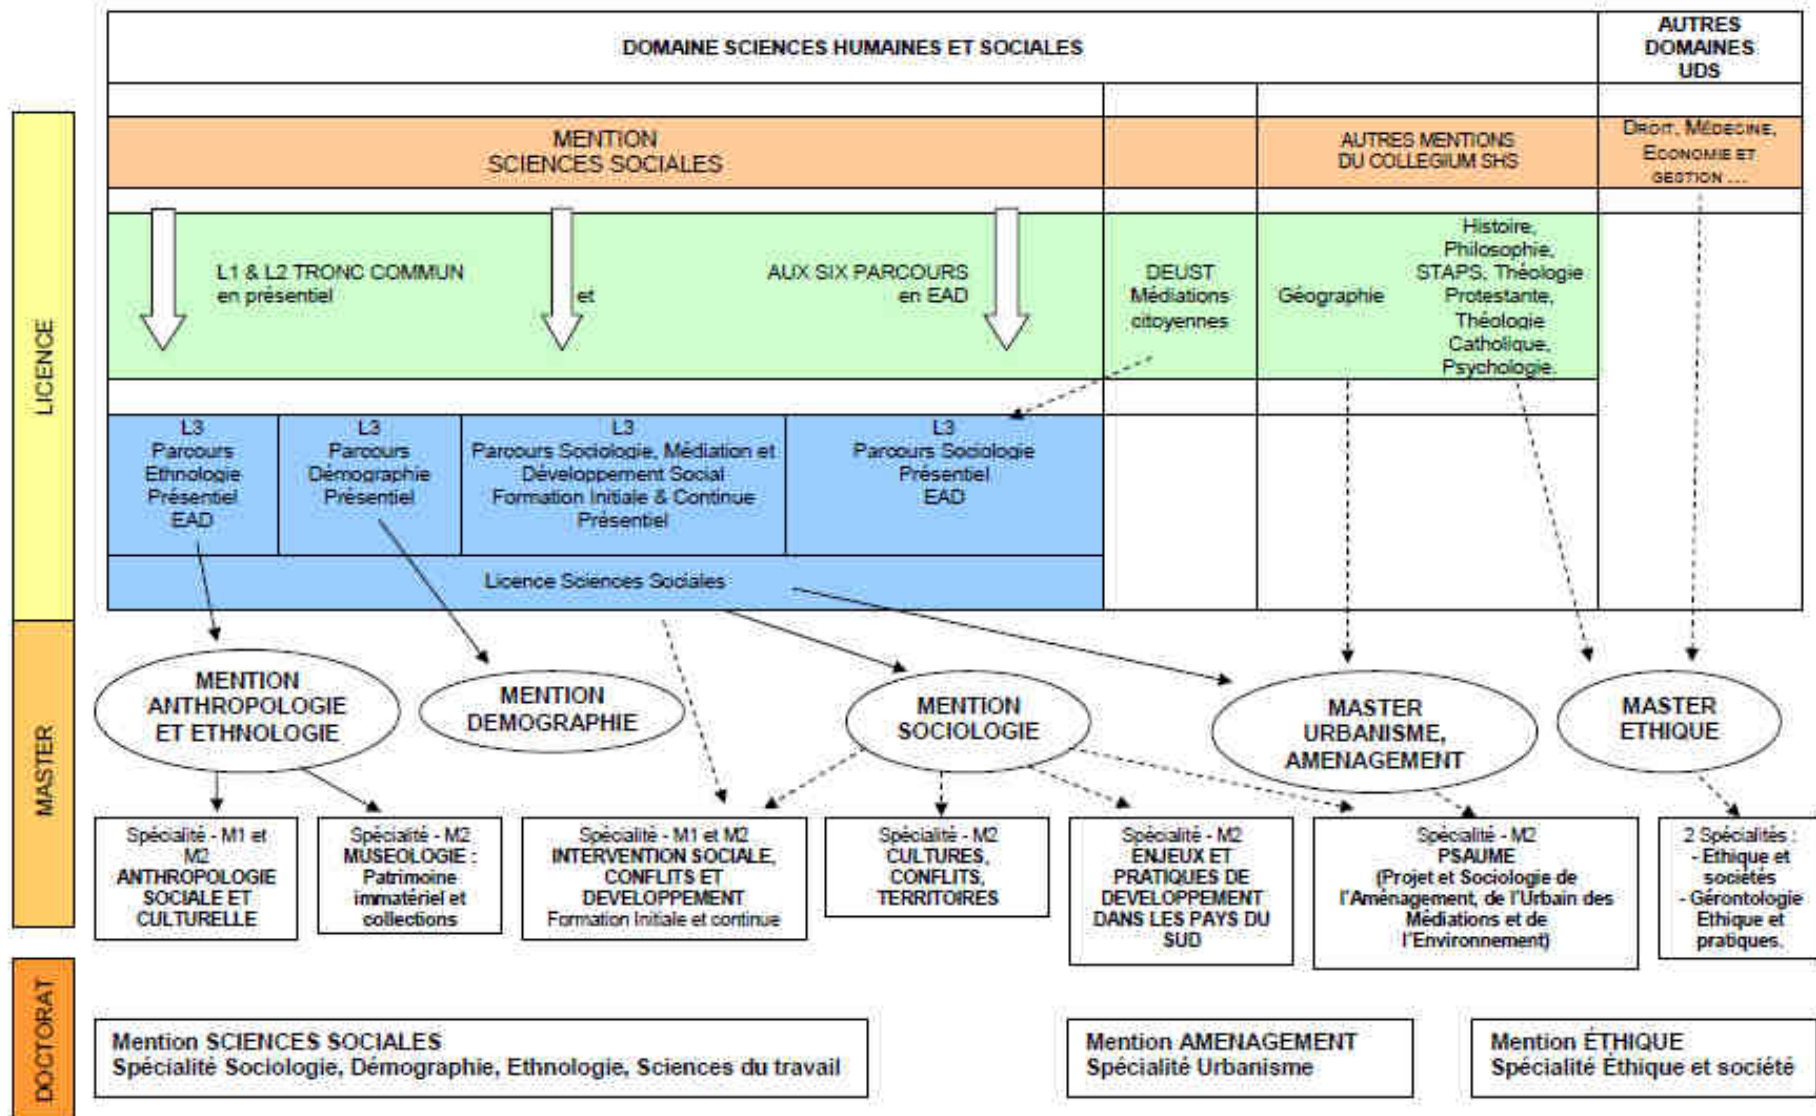 DOMAINE SCIENCES HUMAINES ET SOCIALES
AUTRES
DOMAINES
UDS
LICENCE
MENTION
SCIENCES SOCIALES
AUTRES MENTIONS
DU COLLEGIUM SHS
DROIT, MÉDECINE,
ECONOMIE ET
GESTION ...
L1 & L2 TRONC COMMUN
en présentiel
et
AUX SIX PARCOURS
en EAD
DEUST
Médiations
citoyennes
Géographie
Histoire,
Philosophie,
STAPS, Théologie
Protestante,
Théologie
Catholique,
Psychologie.
L3
Parcours
Ethnologie
Présentiel
EAD
L3
Parcours
Démographie
Présentiel
L3
Parcours Sociologie, Médiation et
Développement Social
Formation Initiale & Continue
Présentiel
L3
Parcours Sociologie
Présentiel
EAD
Licence Sciences Sociales
MASTER
MENTION
ANTHROPOLOGIE
ET ETHNOLOGIE
MENTION
DEMOGRAPHIE
MENTION
SOCIOLOGIE
MASTER
URBANISME,
AMENAGEMENT
MASTER
ETHIQUE
Spécialité - M1 et
M2
ANTHROPOLOGIE
SOCIALE ET
CULTURELLE
Spécialité - M2
MUSEOLOGIE :
Patrimoine
immatériel et
collections
Spécialité - M1 et M2
INTERVENTION SOCIALE,
CONFLITS ET
DEVELOPPEMENT
Formation Initiale et continue
Spécialité - M2
CULTURES,
CONFLITS,
TERRITOIRES
Spécialité - M2
ENJEUX ET
PRATIQUES DE
DEVELOPPEMENT
DANS LES PAYS DU
SUD
Spécialité - M2
PSAUME
(Projet et Sociologie de
l'Aménagement, de l'Urbain des
Médiations et de
l'Environnement)
2 Spécialités :
- Ethique et
sociétés
- Gérontologie
Ethique et
pratiques.
DOCTORAT
Mention SCIENCES SOCIALES
Spécialité Sociologie, Démographie, Ethnologie, Sciences du travail
Mention AMENAGEMENT
Spécialité Urbanisme
Mention ÉTHIQUE
Spécialité Éthique et société